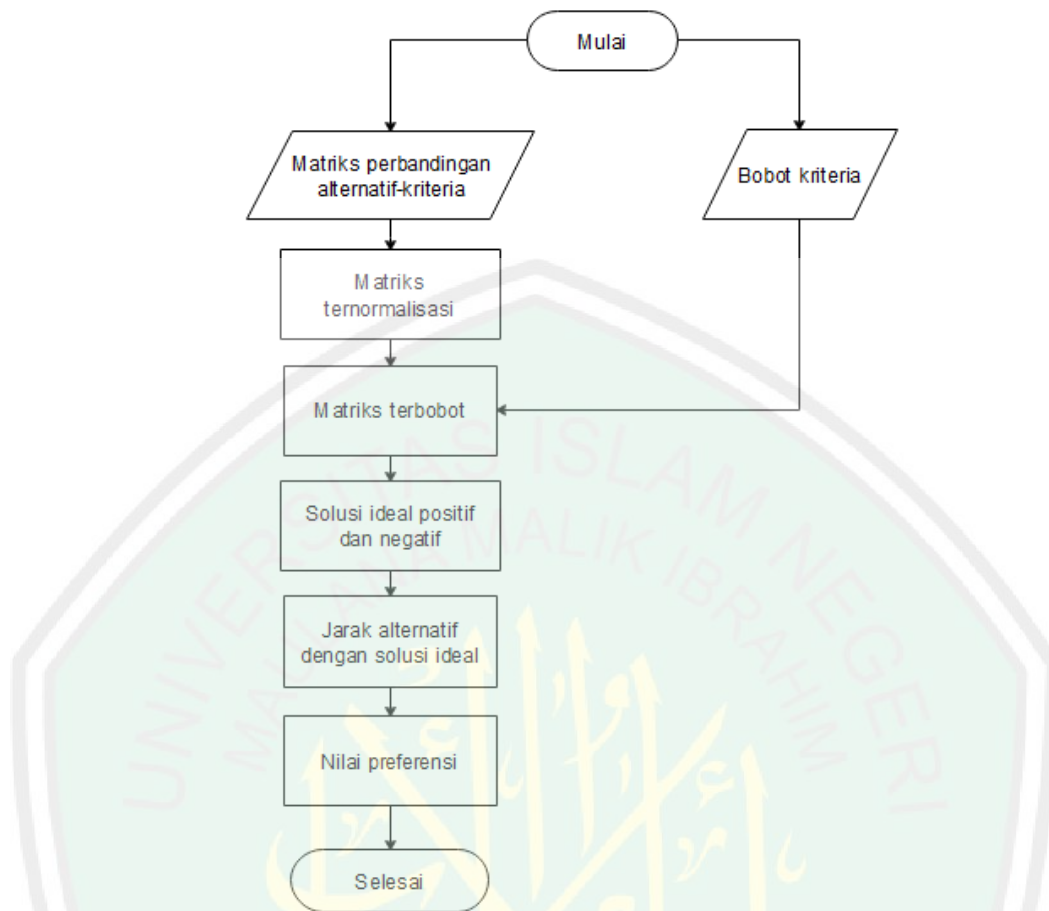 Mulai
Matriks perbandingan
alternatif-kriteria
Bobot kriteria
Matriks
ternormalisasi
Matriks terbobot
Solusi ideal positif
dan negatif
Jarak alternatif
dengan solusi ideal
Nilai preferensi
Selesai
UNIVERSITAS ISLAM NEGERI
MAULANA MALIK IBRAHIM